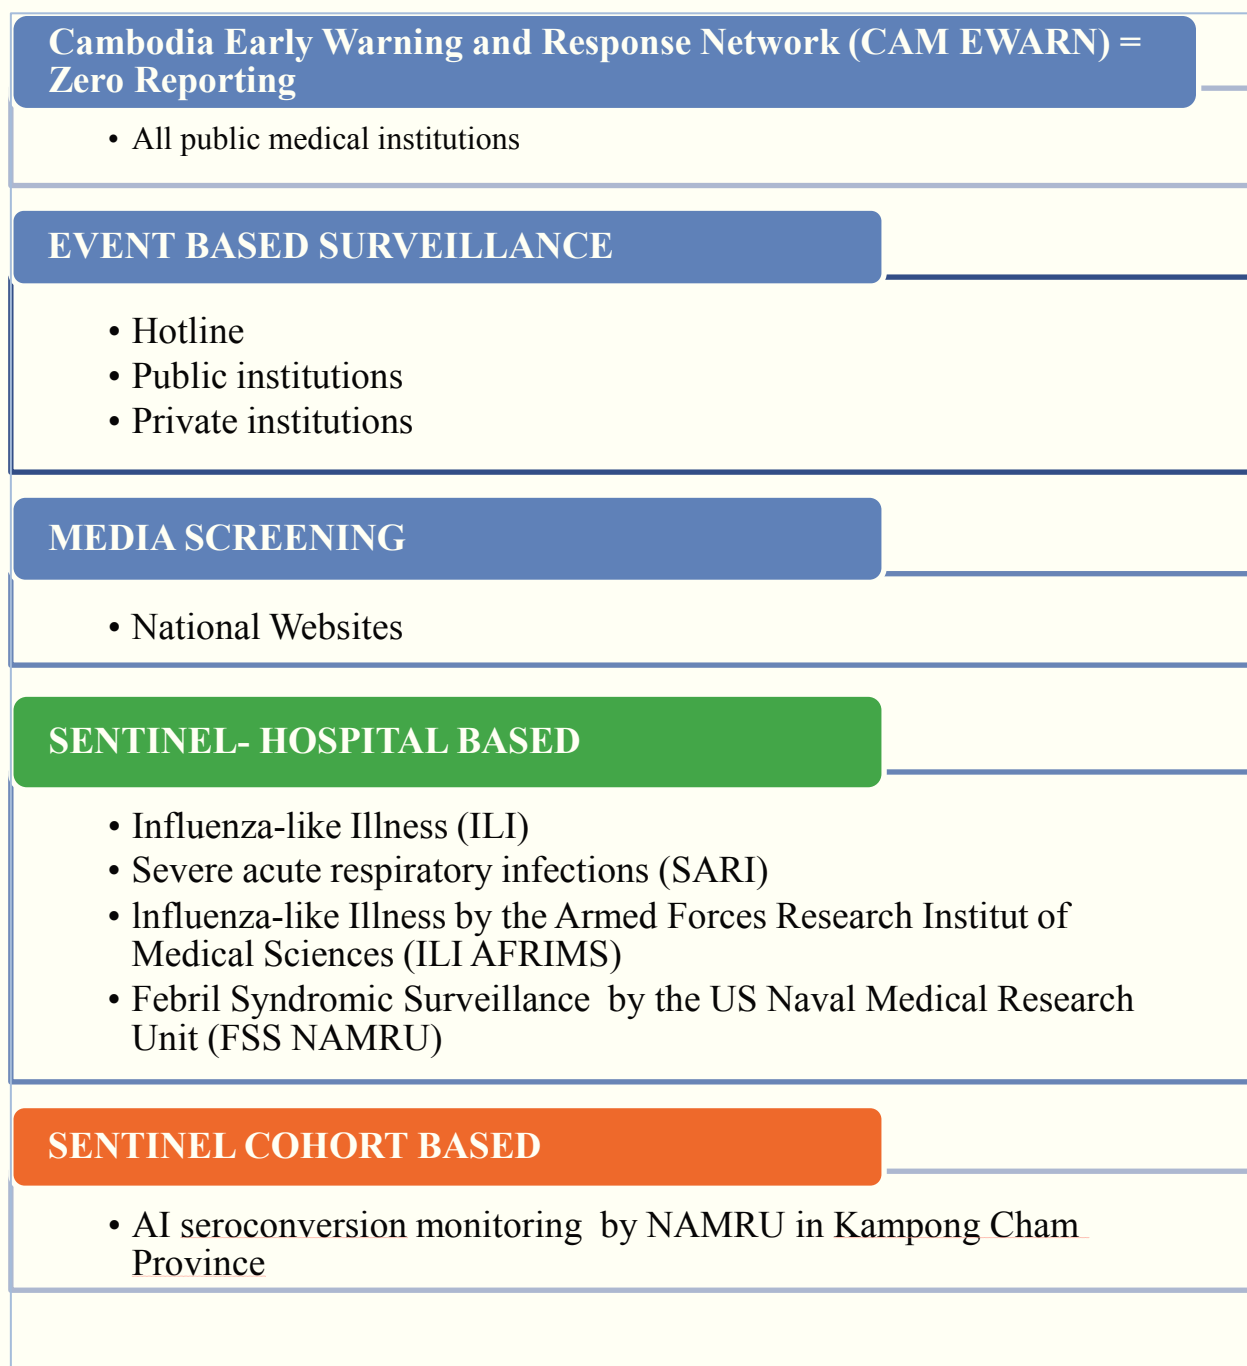 Cambodia Early Warning and Response Network (CAM EWARN) =
Zero Reporting
• All public medical institutions
EVENT BASED SURVEILLANCE
• Hotline
• Public institutions
• Private institutions
MEDIA SCREENING
• National Websites
SENTINEL- HOSPITAL BASED
• Influenza-like Illness (ILI)
• Severe acute respiratory infections (SARI)
• lnfluenza-like Illness by the Armed Forces Research Institut of
Medical Sciences (ILI AFRIMS)
• Febril Syndromic Surveillance  by the US Naval Medical Research
Unit (FSS NAMRU)
SENTINEL COHORT BASED
• AI seroconversion monitoring  by NAMRU in Kampong Cham
Province